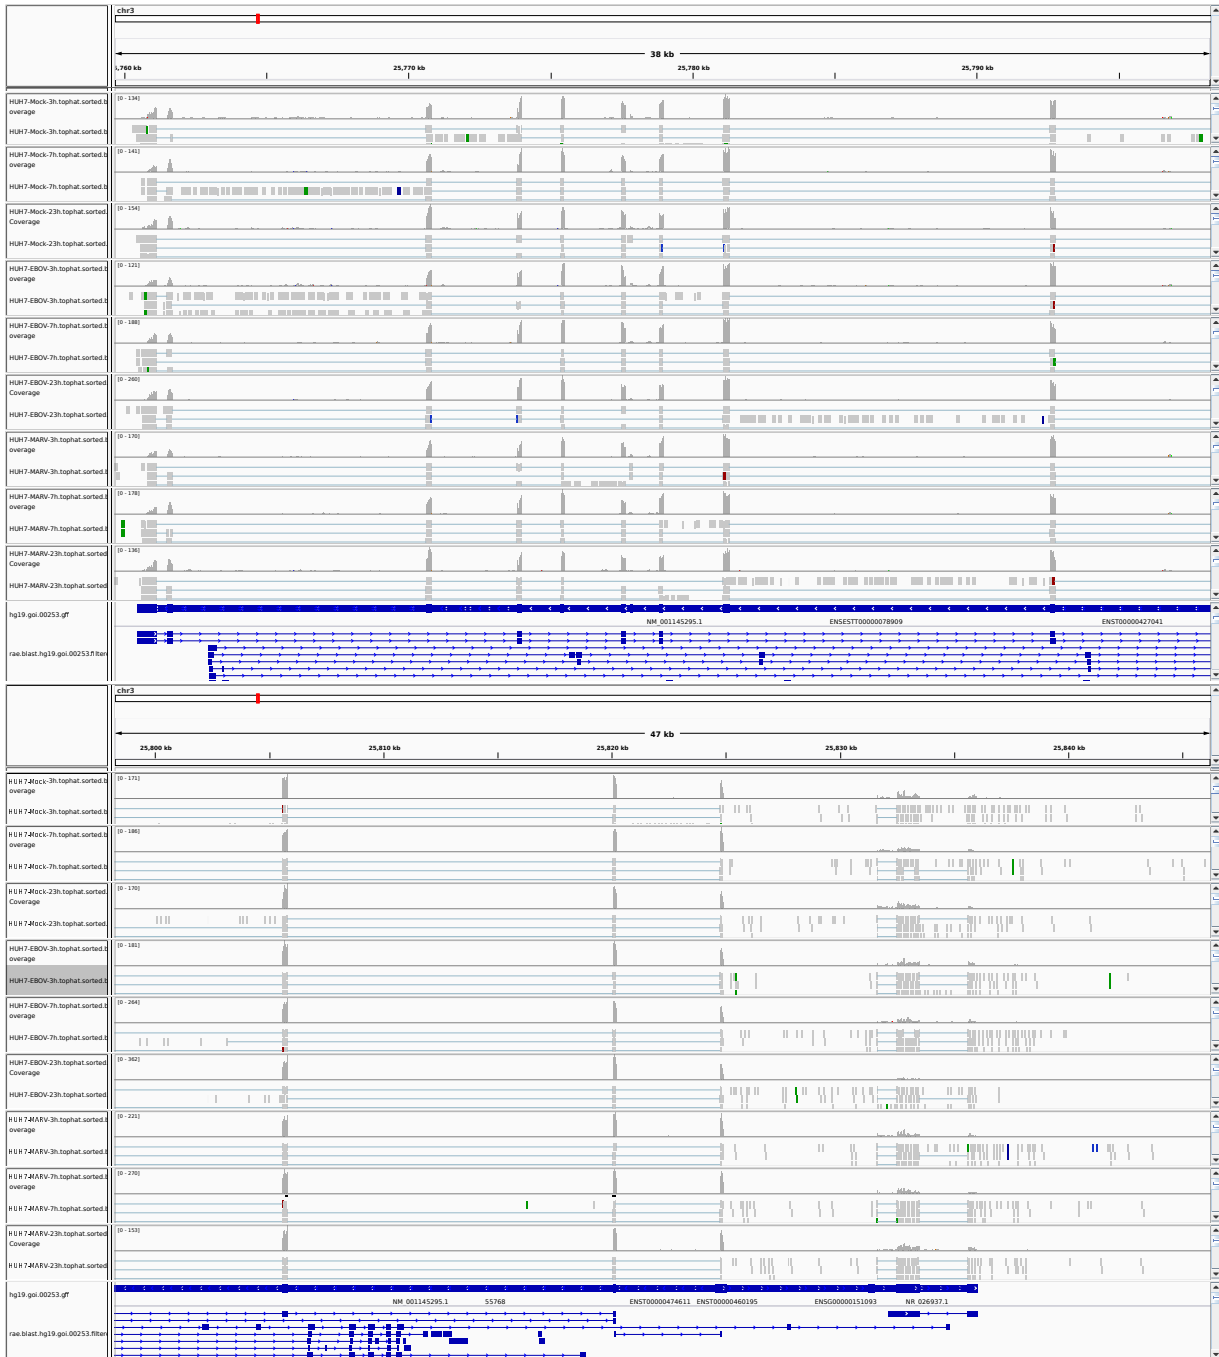 chr3
38 kb
25,770 kb
25,780 kb
25,790 kb
HUH7-Mock-3h.tophat.sorted.b
overage
[0 - 134]
HUH7-Mock-3h.tophat.sorted.b
HUH7-Mock-7h.tophat.sorted.b
overage
[0 - 141]
HUH7-Mock-7h.tophat.sorted.b
HUH7-Mock-23h.tophat.sorted.
Coverage
[0 - 154]
HUH7-Mock-23h.tophat.sorted.
HUH7-EBOV-3h.tophat.sorted.b
overage
[0 - 121]
HUH7-EBOV-3h.tophat.sorted.b
HUH7-EBOV-7h.tophat.sorted.b
overage
[0 - 188]
HUH7-EBOV-7h.tophat.sorted.b
HUH7-EBOV-23h.tophat.sorted
Coverage
[0 - 260]
HUH7-EBOV-23h.tophat.sorted
HUH7-MARV-3h.tophat.sorted.b
overage
[0 - 170]
HUH7-MARV-3h.tophat.sorted.b
HUH7-MARV-7h.tophat.sorted.b
overage
[0 - 178]
HUH7-MARV-7h.tophat.sorted.b
HUH7-MARV-23h.tophat.sorted
Coverage
[0 - 136]
HUH7-MARV-23h.tophat.sorted
hg19.goi.00253.gff
NM_001145295.1 ENSESTT00000078909 ENST00000427041
rae.blast.hg19.goi.00253.filter
chr3
47 kb
25,800 kb
25,810 kb
25,820 kb
25,830 kb
25,840 kb
HUH7-Mock-3h.tophat.sorted.b
overage
[0 - 171]
HUH7-Mock-3h.tophat.sorted.b
HUH7-Mock-7h.tophat.sorted.b
overage
[0 - 186]
HUH7-Mock-7h.tophat.sorted.b
HUH7-Mock-23h.tophat.sorted.
Coverage
[0 - 170]
HUH7-Mock-23h.tophat.sorted.
HUH7-EBOV-3h.tophat.sorted.b
overage
[0 - 181]
HUH7-EBOV-3h.tophat.sorted.b
HUH7-EBOV-7h.tophat.sorted.b
overage
[0 - 264]
HUH7-EBOV-7h.tophat.sorted.b
HUH7-EBOV-23h.tophat.sorted
Coverage
[0 - 362]
HUH7-EBOV-23h.tophat.sorted
HUH7-MARV-3h.tophat.sorted.b
overage
[0 - 221]
HUH7-MARV-3h.tophat.sorted.b
HUH7-MARV-7h.tophat.sorted.b
overage
[0 - 270]
HUH7-MARV-7h.tophat.sorted.b
HUH7-MARV-23h.tophat.sorted
Coverage
[0 - 153]
HUH7-MARV-23h.tophat.sorted
hg19.goi.00253.gff
NM_001145295.1 55768 ENST00000474611 ENST00000460195 ENSG00000151093 NR_026937.1
rae.blast.hg19.goi.00253.filter